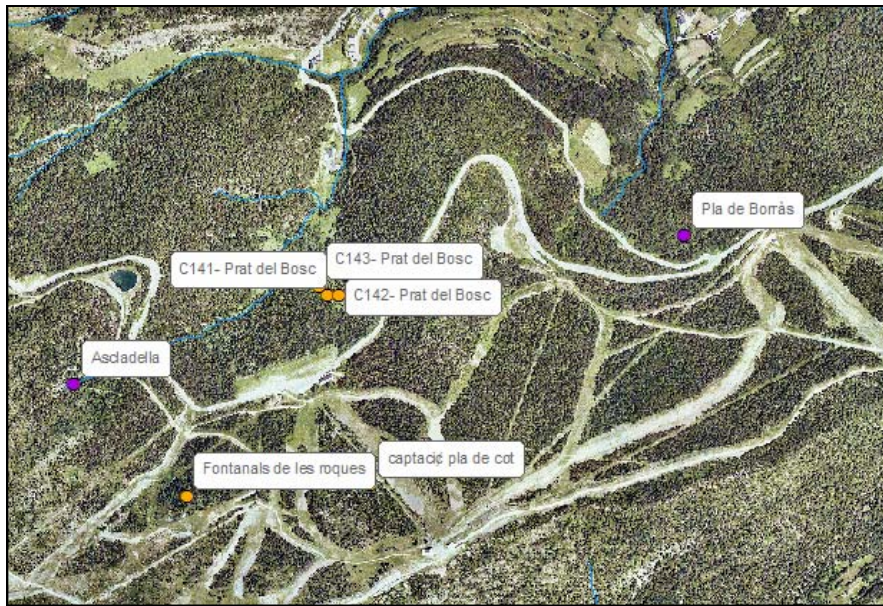 Pla de Borràs
C143- Prat del Bosc
C141- Prat del Bosc
C142- Prat del Bosc
Ascladella
captació pla de cot
Fontanals de les roques